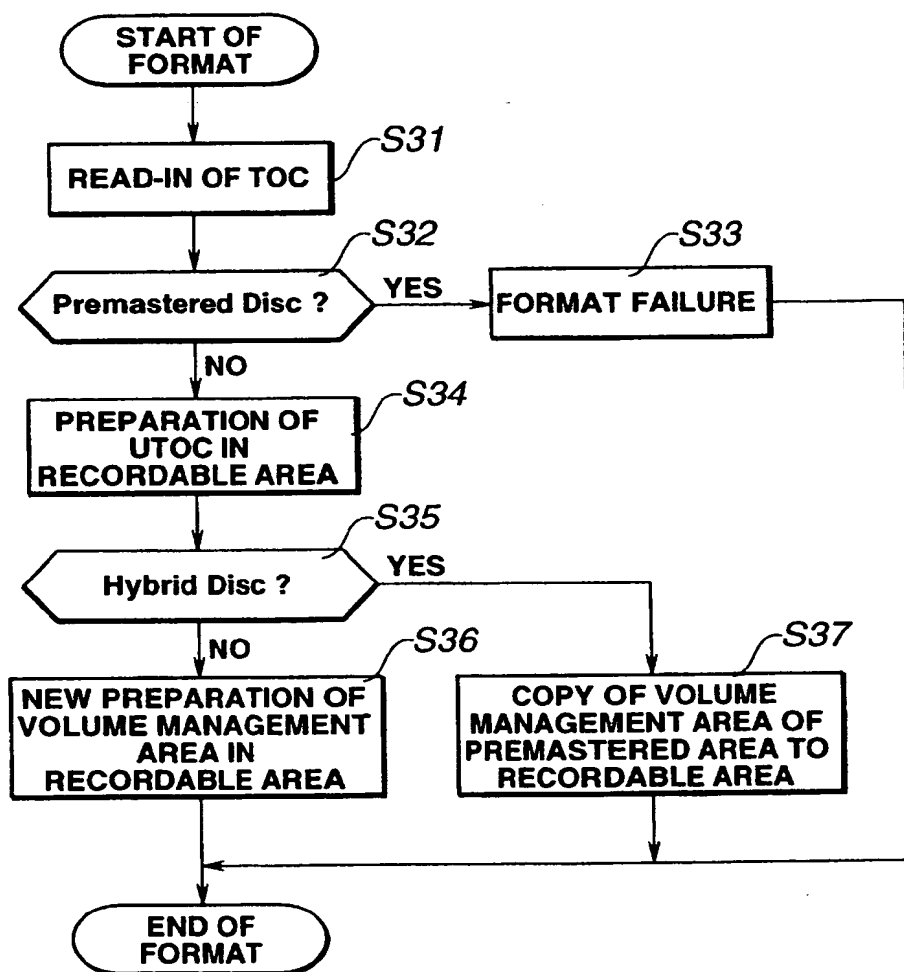 START OF
FORMAT
S31
READ-IN OF TOC
S32
Premastered Disc ?
YES
S33
FORMAT FAILURE
NO
S34
PREPARATION OF
UTOC IN
RECORDABLE AREA
S35
Hybrid Disc ?
YES
NO
S36
NEW PREPARATION OF
VOLUME MANAGEMENT
AREA IN
RECORDABLE AREA
S37
COPY OF VOLUME
MANAGEMENT AREA OF
PREMASTERED AREA TO
RECORDABLE AREA
END OF
FORMAT